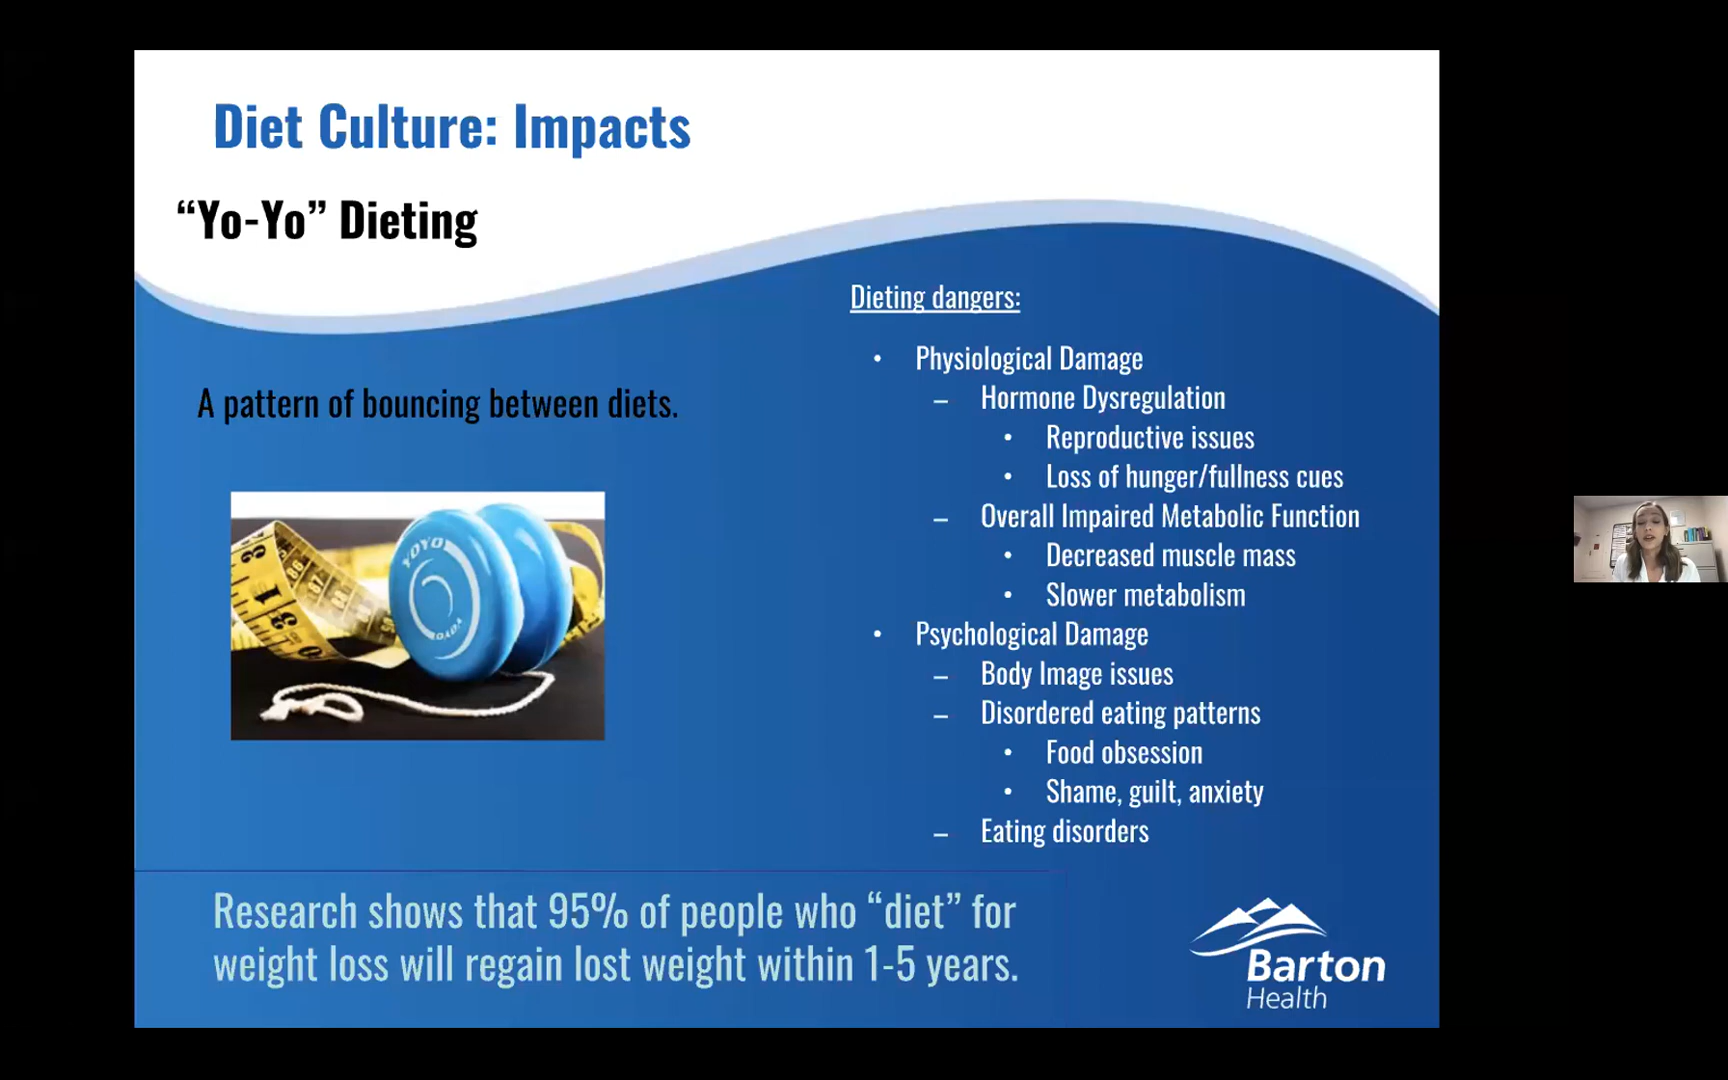 Diet Culture: Impacts
“Yo-Yo” Dieting
A pattern of bouncing between diets.
YOYO
YOYO
Dieting dangers:
• Physiological Damage
– Hormone Dysregulation
• Reproductive issues
• Loss of hunger/fullness cues
– Overall Impaired Metabolic Function
• Decreased muscle mass
• Slower metabolism
• Psychological Damage
– Body Image issues
– Disordered eating patterns
• Food obsession
• Shame, guilt, anxiety
– Eating disorders
Research shows that 95% of people who “diet” for
weight loss will regain lost weight within 1-5 years.
Barton
Health